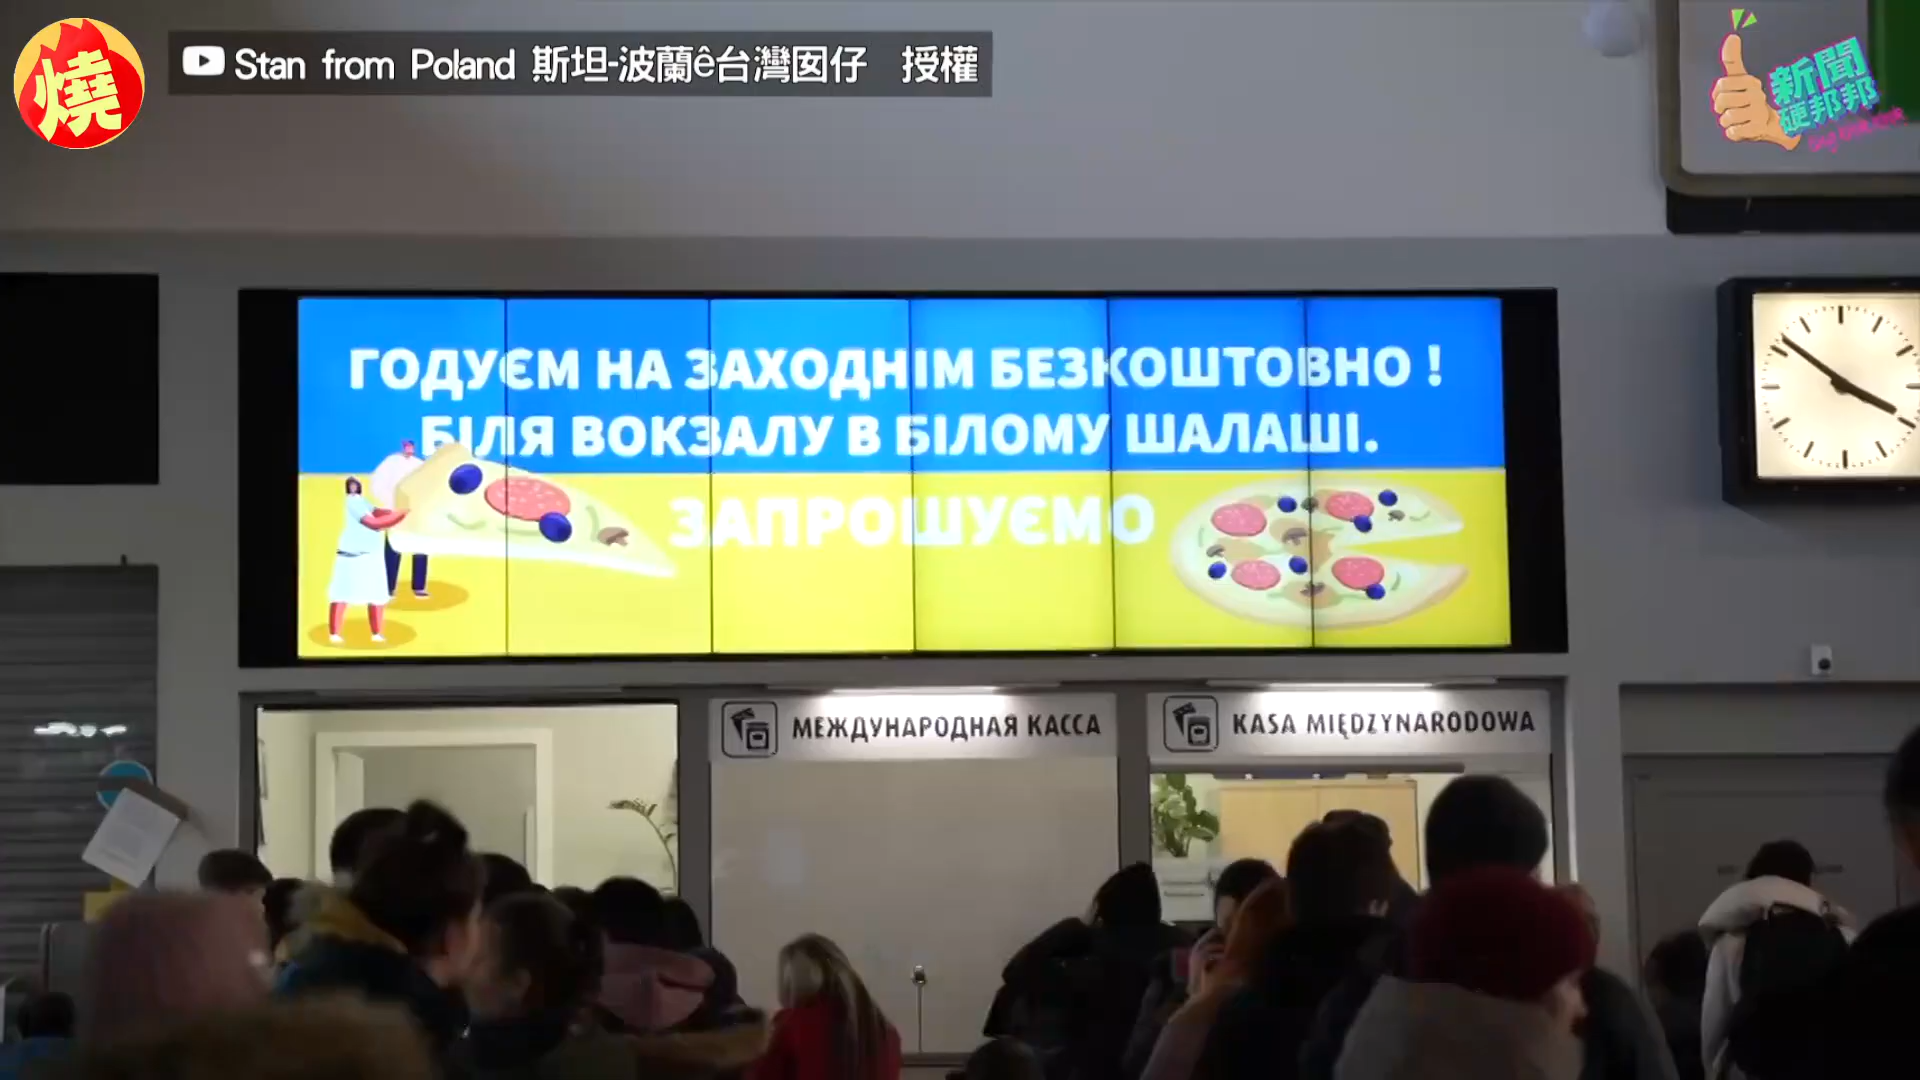 燒
Stan from Poland 斯坦-波蘭ê台灣囡仔 授權
新聞
硬邦邦
ГОДУЄМ НА ЗАХОДНІМ БЕЗКОШТОВНО !
БІЛЯ ВОКЗАЛУ В БІЛОМУ ШАЛАШІ.
ЗАПРОШУЄМО
МЕЖДУНАРОДНАЯ КАССА
KASA MIĘDZYNARODOWA